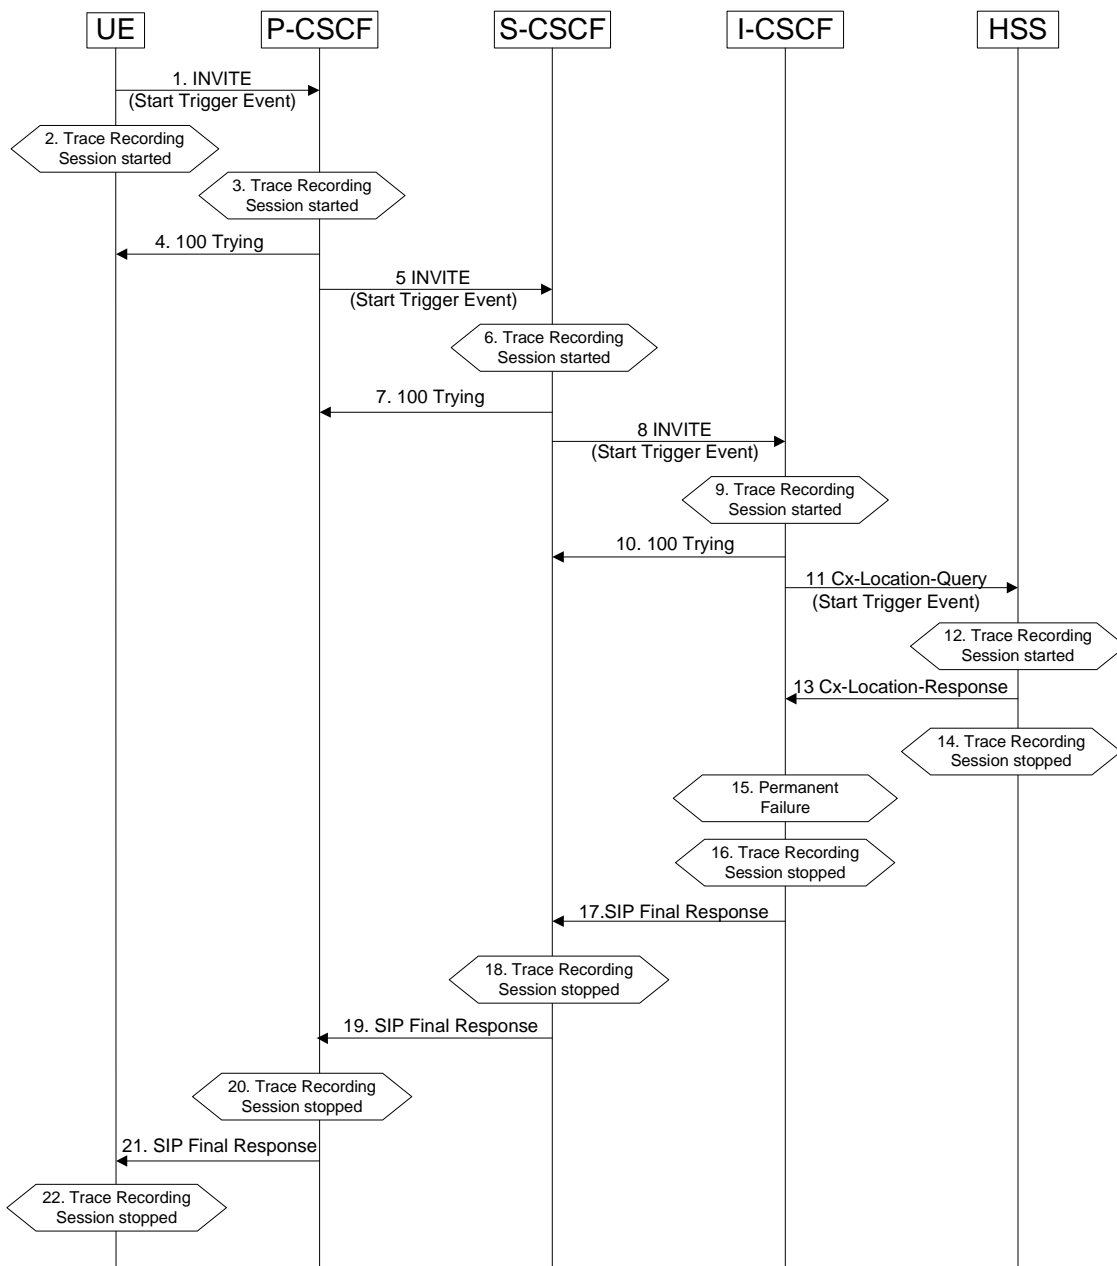 UE P-CSCF S-CSCF I-CSCF HSS
1. INVITE
(Start Trigger Event)
2. Trace Recording
Session started
3. Trace Recording
Session started
4. 100 Trying
5 INVITE
(Start Trigger Event)
6. Trace Recording
Session started
7. 100 Trying
8 INVITE
(Start Trigger Event)
9. Trace Recording
Session started
10. 100 Trying
11 Cx-Location-Query
(Start Trigger Event)
12. Trace Recording
Session started
13 Cx-Location-Response
14. Trace Recording
Session stopped
15. Permanent
Failure
16. Trace Recording
Session stopped
17.SIP Final Response
18. Trace Recording
Session stopped
19. SIP Final Response
20. Trace Recording
Session stopped
21. SIP Final Response
22. Trace Recording
Session stopped